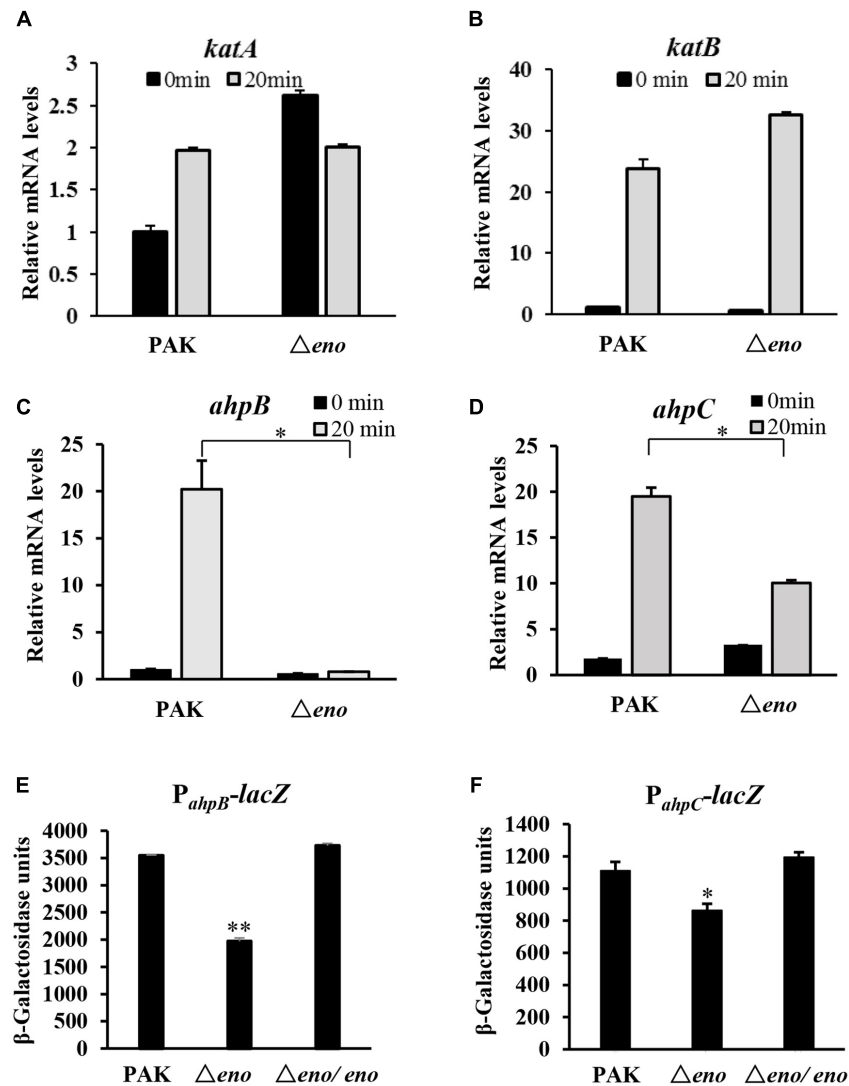 A
katA
0min 20min
Relative mRNA levels
3
2.5
2
1.5
1
0.5
0
PAK △eno
B
katB
0 min 20 min
Relative mRNA levels
40
30
20
10
0
PAK △eno
C
ahpB
0 min
20 min
*
Relative mRNA levels
25
20
15
10
5
0
PAK △eno
D
ahpC
0min
20min
*
Relative mRNA levels
25
20
15
10
5
0
PAK △eno
E
PahpB-lacZ
β-Galactosidase units
4000
3500
3000
2500
2000
1500
1000
500
0
**
PAK △eno △eno/ eno
F
PahpC-lacZ
β-Galactosidase units
1400
1200
1000
800
600
400
200
0
*
PAK △eno △eno/ eno